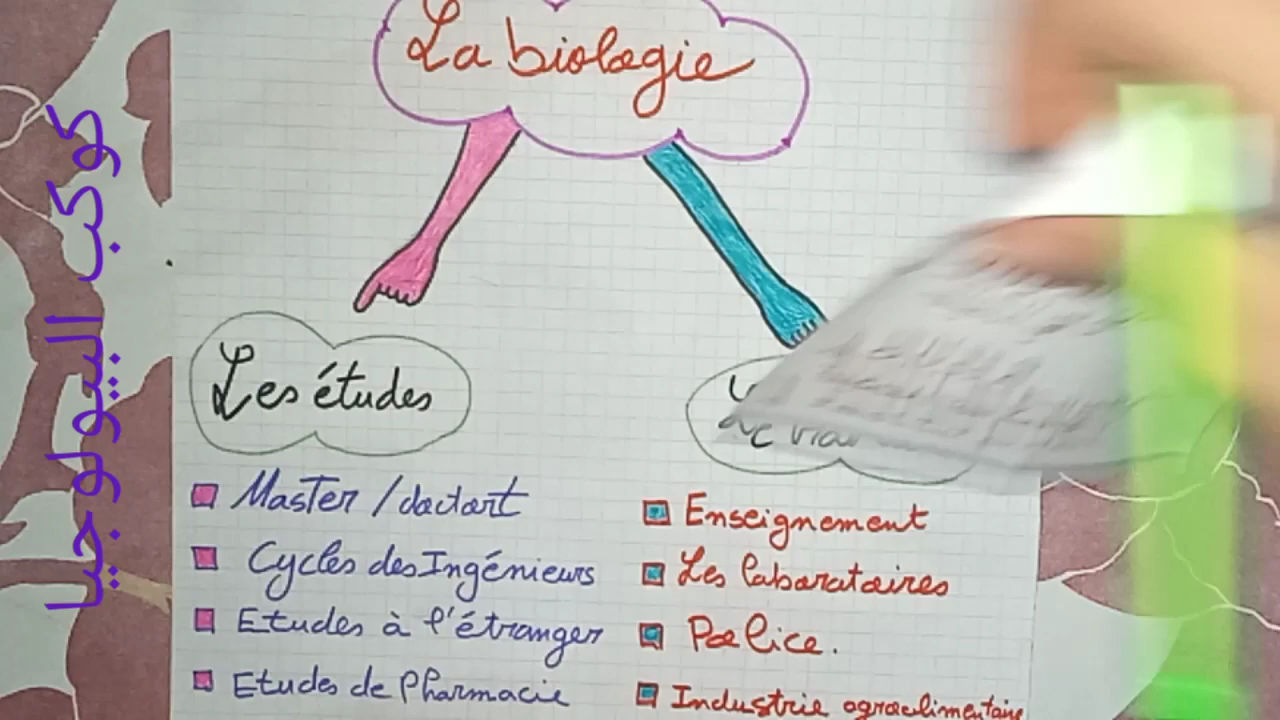 La biologie
كوكب البيولوجيا
Les études
Master / doctort
Cycles des Ingénieurs
Etudes à l'étranger
Etudes de Pharmacie
Enseignement
Les laboratoires
Police.
Industrie agroalimentaire